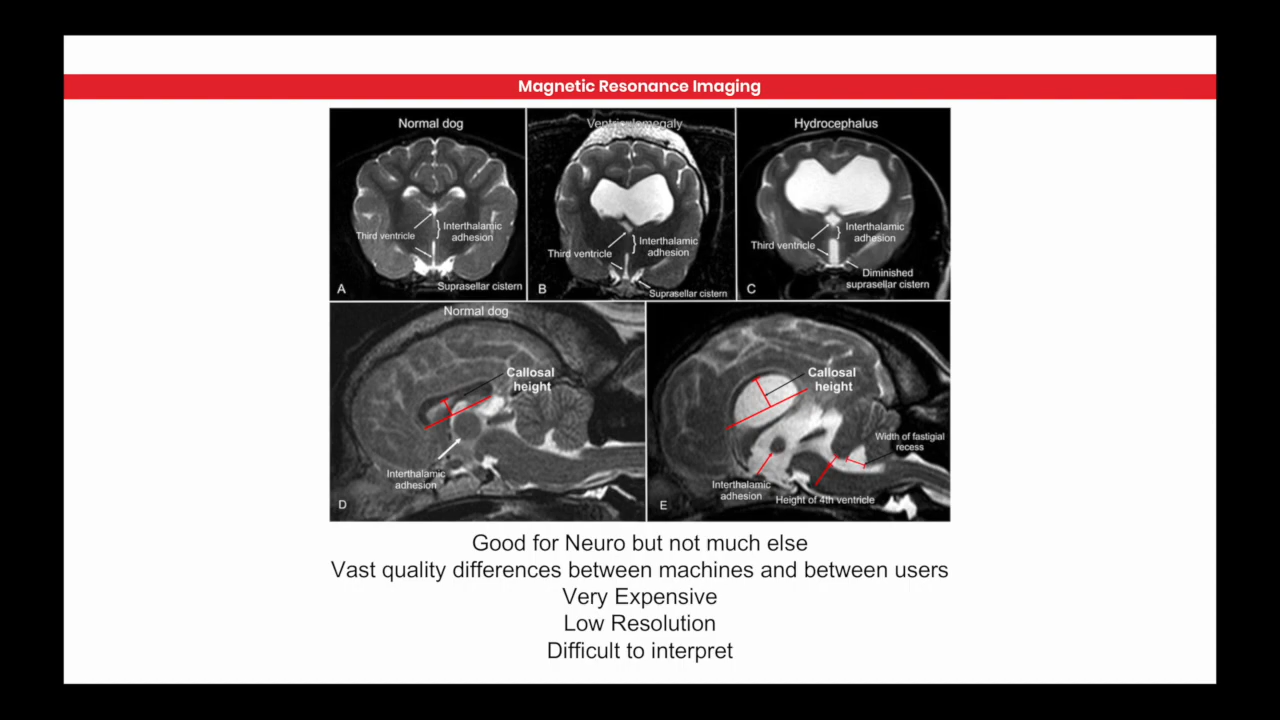 Magnetic Resonance Imaging
Normal dog
Third ventricle
Interthalamic
adhesion
Suprasellar cistern
A
Ventriculomegaly
Third ventricle
Interthalamic
adhesion
Suprasellar cistern
B
Hydrocephalus
Third ventricle
Interthalamic
adhesion
Diminished
suprasellar cistern
C
Normal dog
Callosal
height
Interthalamic
adhesion
D
Callosal
height
Width of fastigial
recess
Interthalamic
adhesion
Height of 4th ventricle
E
Good for Neuro but not much else
Vast quality differences between machines and between users
Very Expensive
Low Resolution
Difficult to interpret